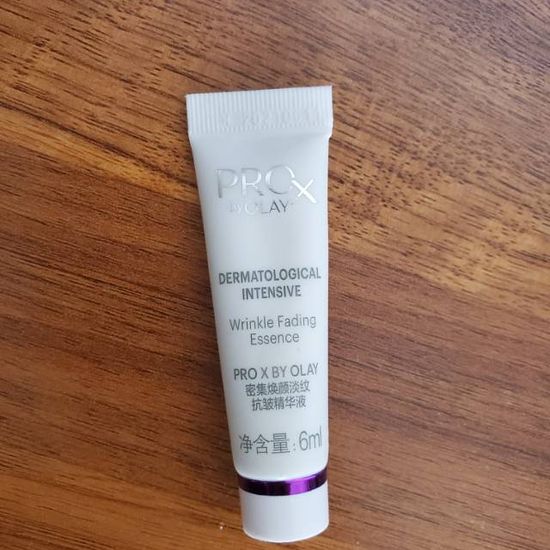 PROX
BY OLAY
DERMATOLOGICAL
INTENSIVE
Wrinkle Fading
Essence
PRO X BY OLAY
密集焕颜淡纹
抗皱精华液
净含量：6ml